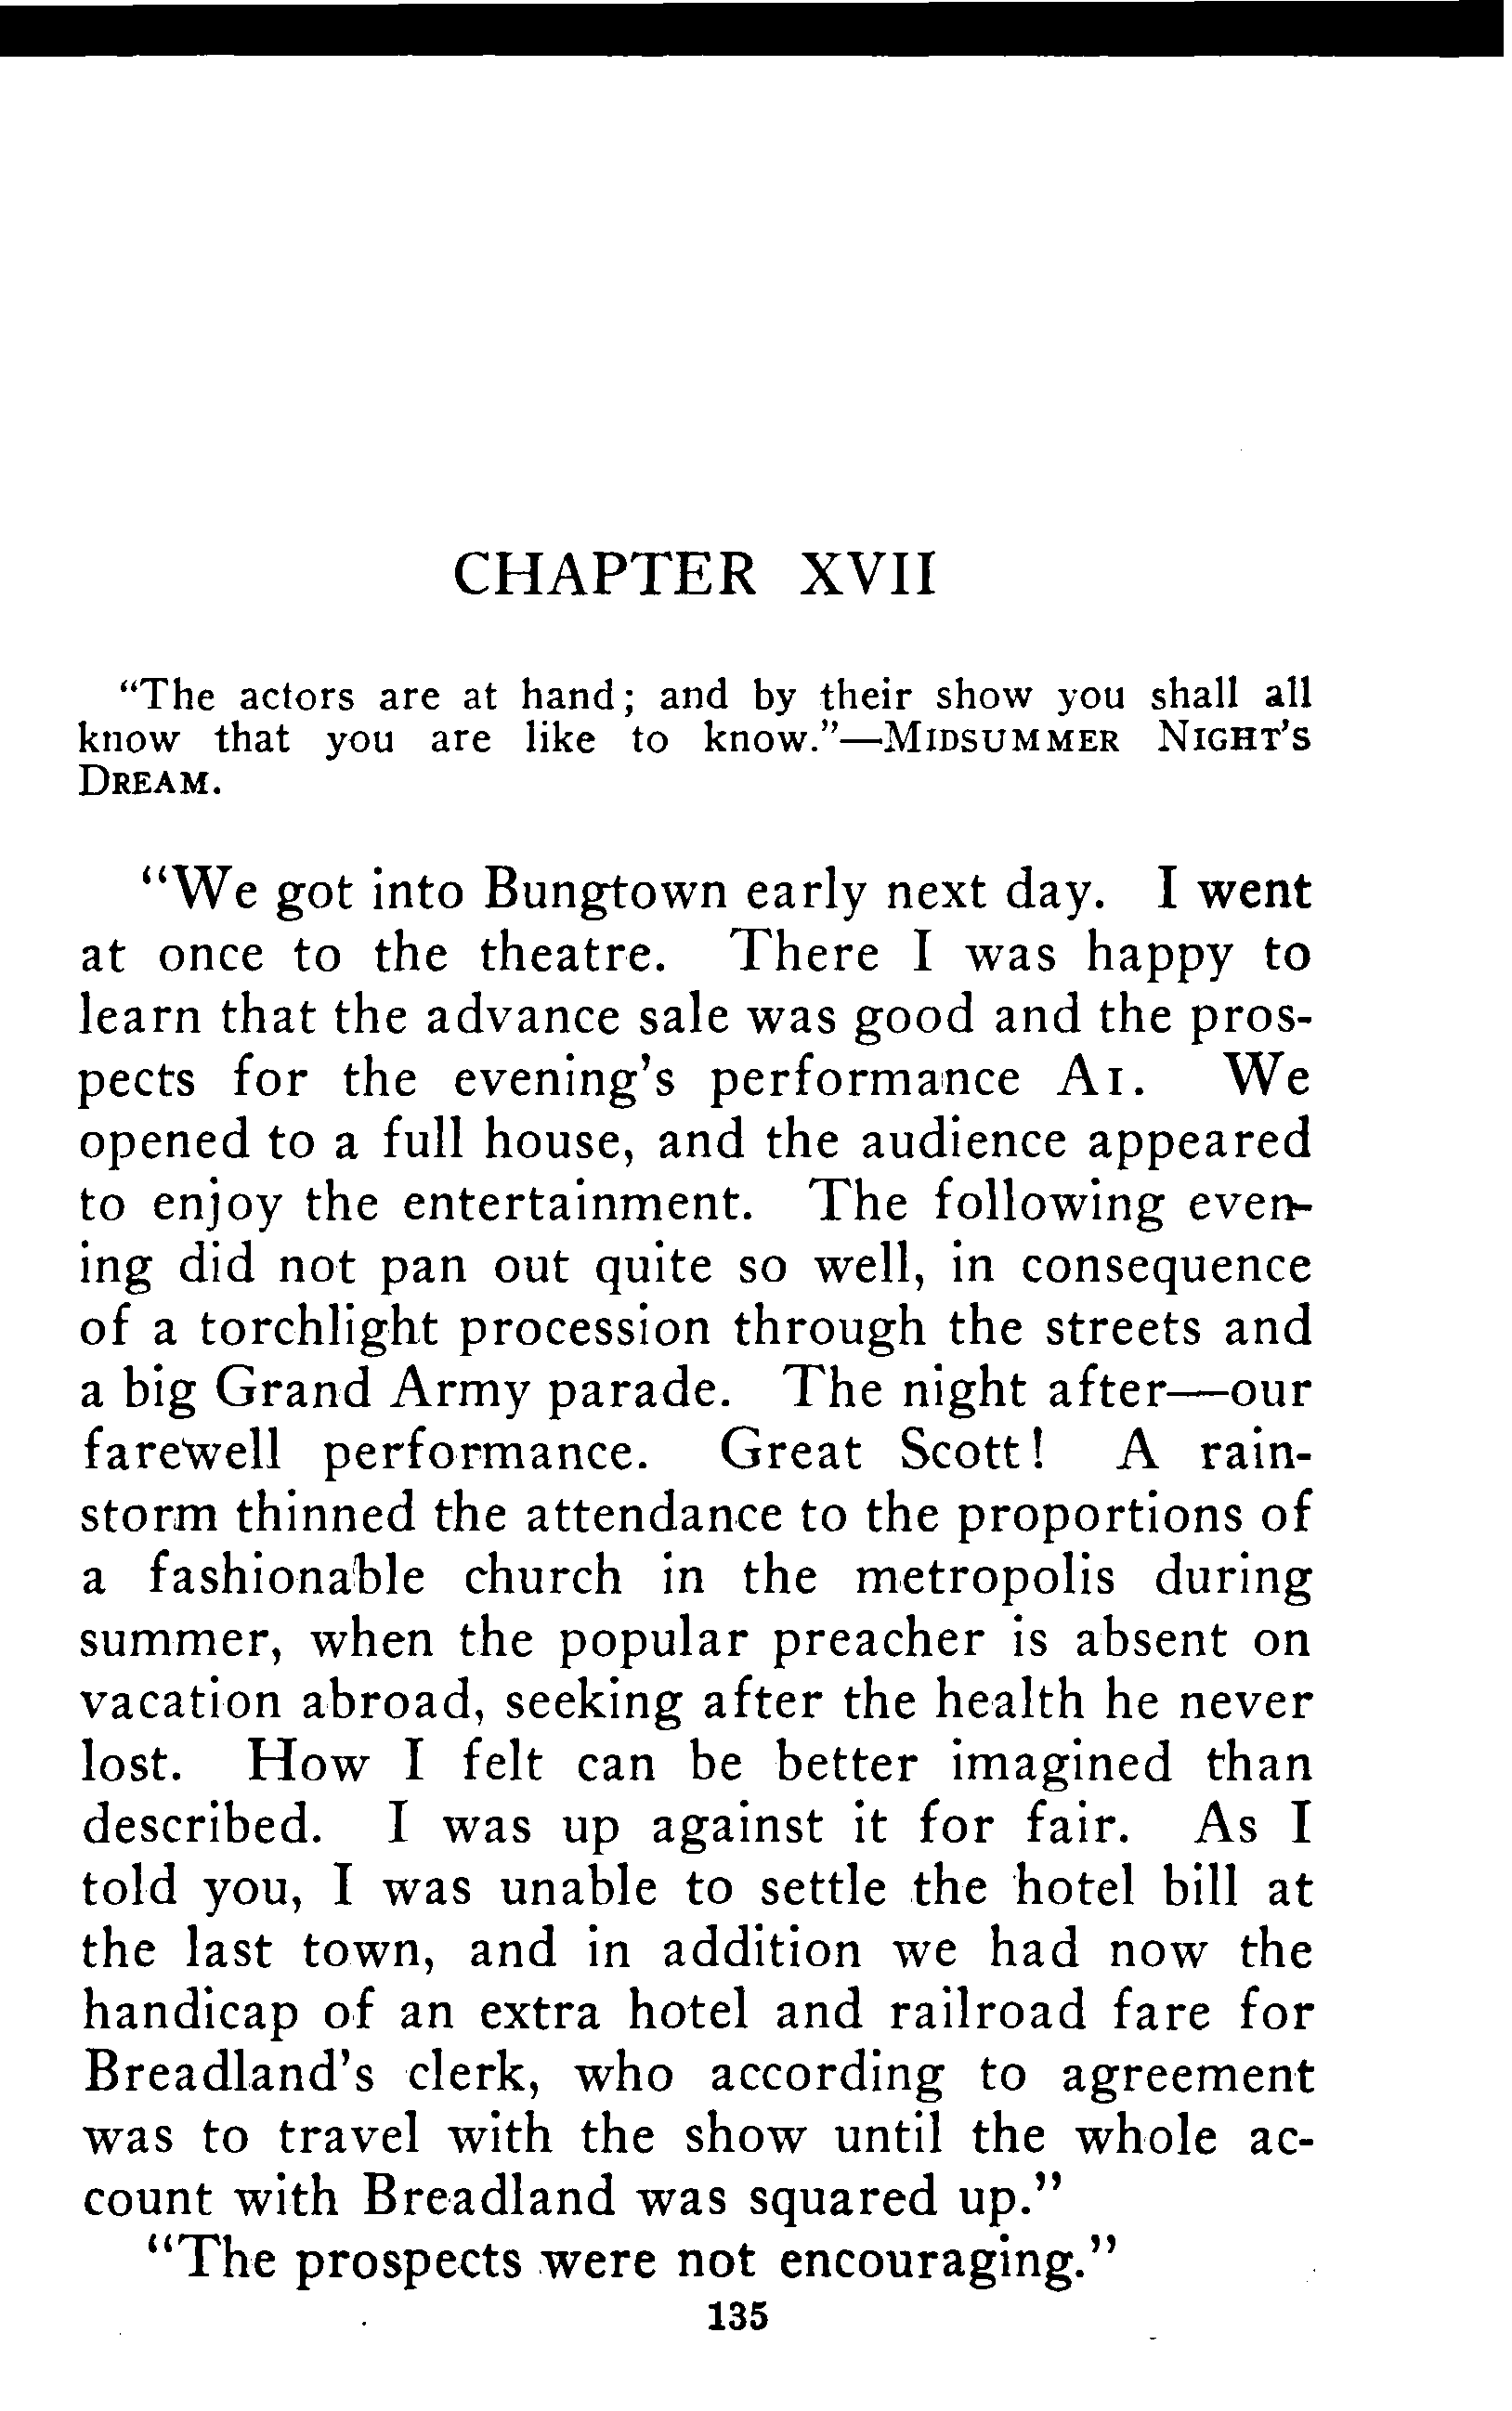 CHAPTER XVII
“The actors are at hand; and by their show you shall all
know that you are like to know.”—MIDSUMMER NIGHT’S
DREAM.
“We got into Bungtown early next day. I went
at once to the theatre. There I was happy to
learn that the advance sale was good and the pros-
pects for the evening’s performance A1. We
opened to a full house, and the audience appeared
to enjoy the entertainment. The following even-
ing did not pan out quite so well, in consequence
of a torchlight procession through the streets and
a big Grand Army parade. The night after—our
farewell performance. Great Scott! A rain-
storm thinned the attendance to the proportions of
a fashionable church in the metropolis during
summer, when the popular preacher is absent on
vacation abroad, seeking after the health he never
lost. How I felt can be better imagined than
described. I was up against it for fair. As I
told you, I was unable to settle the hotel bill at
the last town, and in addition we had now the
handicap of an extra hotel and railroad fare for
Breadland’s clerk, who according to agreement
was to travel with the show until the whole ac-
count with Breadland was squared up.”
“The prospects were not encouraging.”
135